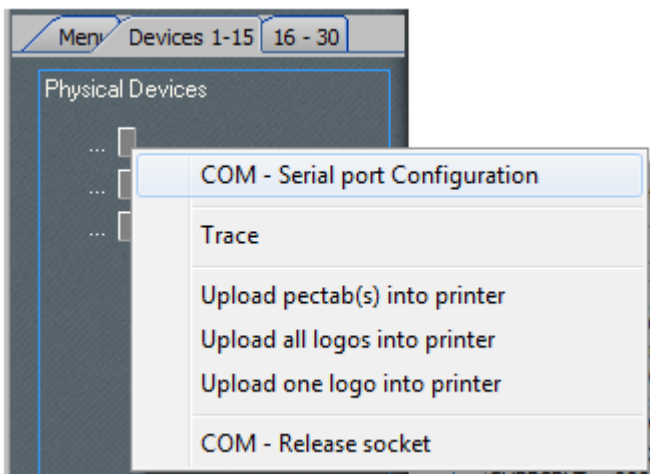 Menu Devices 1-15 16 - 30
Physical Devices
...
...
...
COM - Serial port Configuration
Trace
Upload pectab(s) into printer
Upload all logos into printer
Upload one logo into printer
COM - Release socket